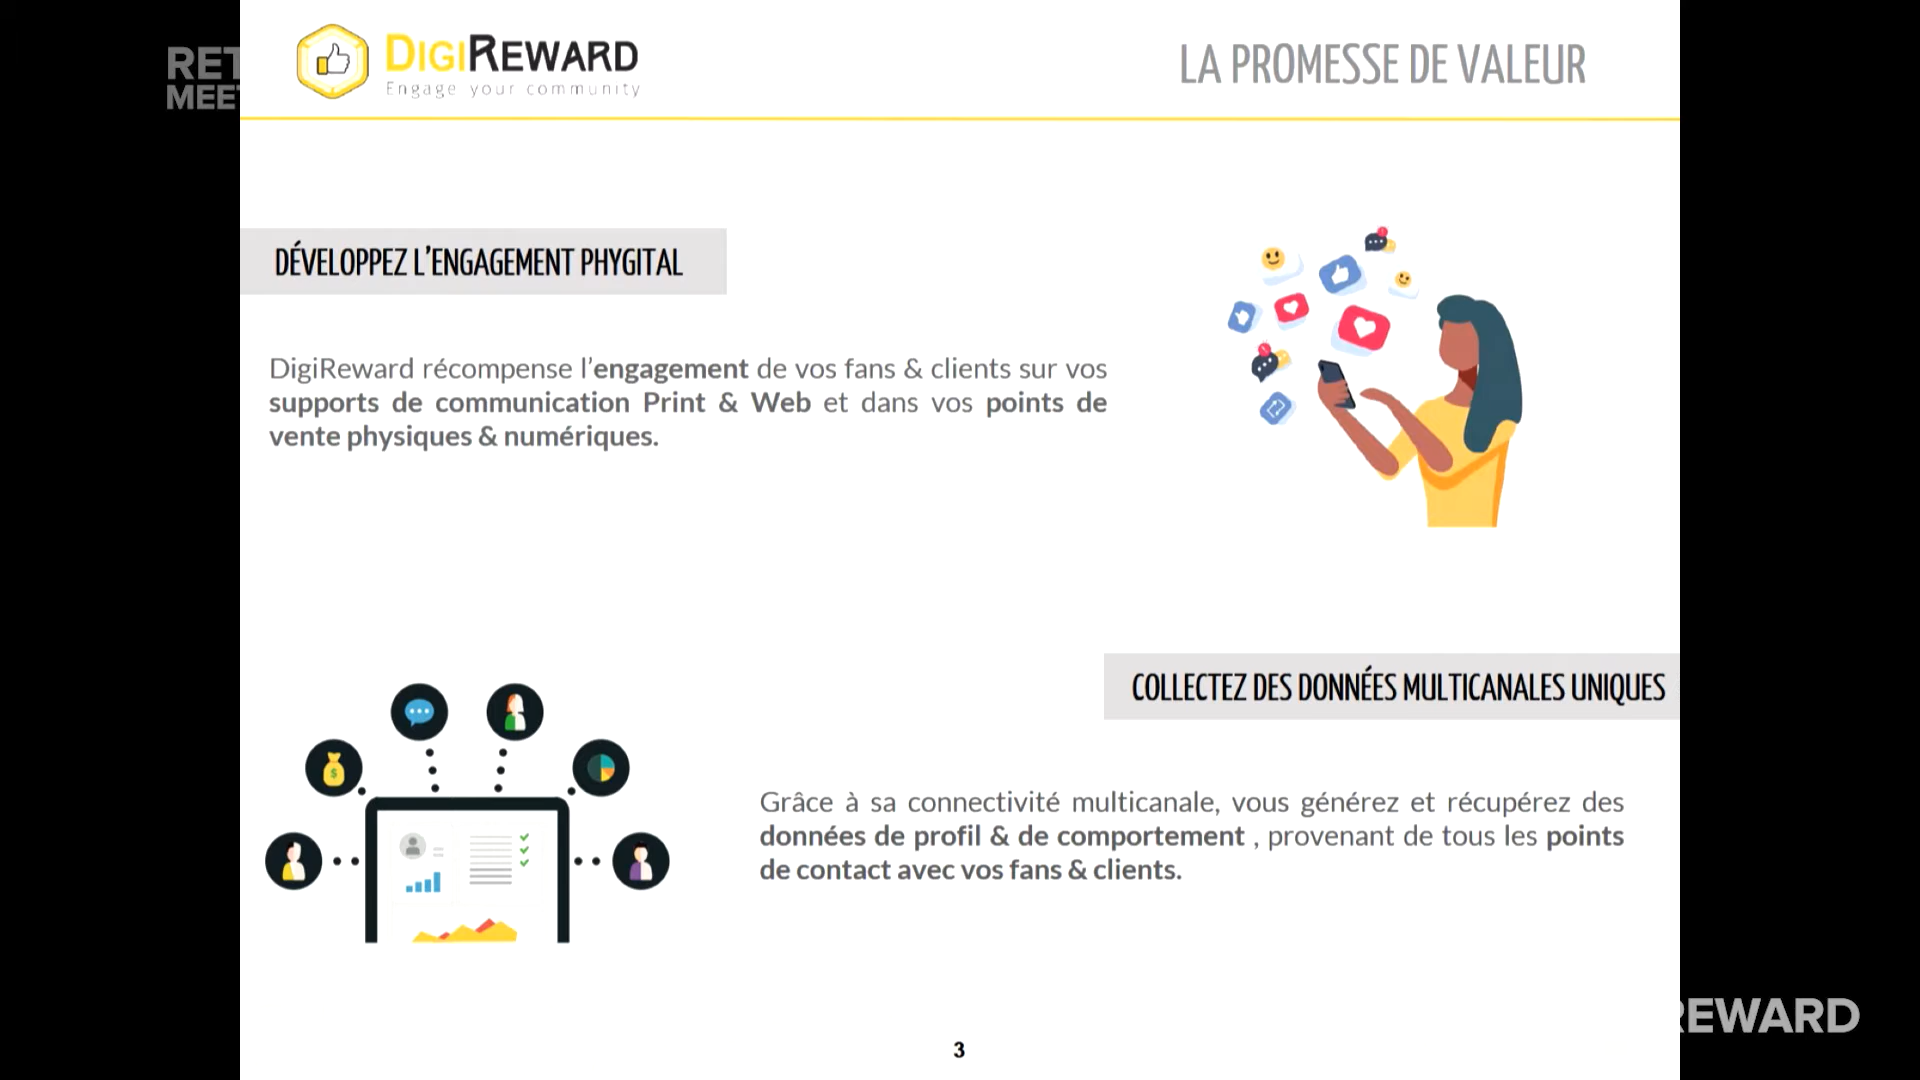 RET
MEET
DIGIREWARD
Engage your community
LA PROMESSE DE VALEUR
DÉVELOPPEZ L'ENGAGEMENT PHYGITAL
DigiReward récompense l'engagement de vos fans & clients sur vos
supports de communication Print & Web et dans vos points de
vente physiques & numériques.
COLLECTEZ DES DONNÉES MULTICANALES UNIQUES
Grâce à sa connectivité multicanale, vous générez et récupérez des
données de profil & de comportement , provenant de tous les points
de contact avec vos fans & clients.
REWARD
3